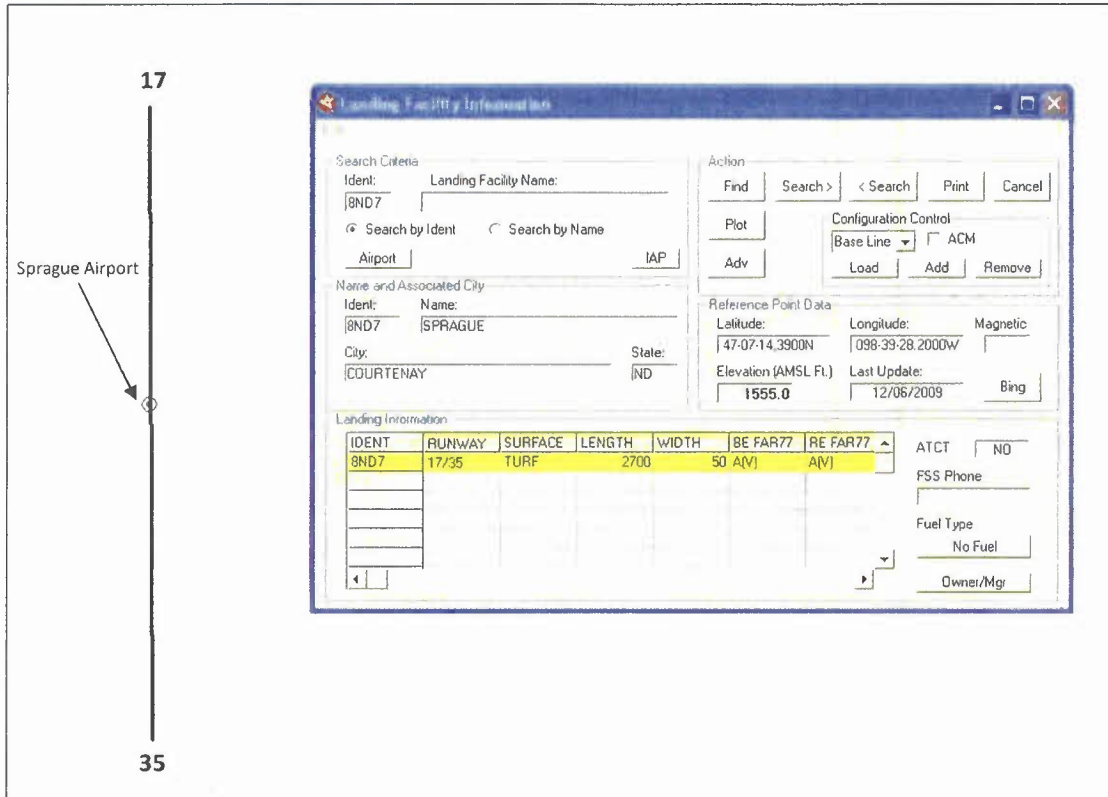 17
Sprague Airport
35
Landing Facility Information
Search Criteria
Ident:
Landing Facility Name:
8ND7
Search by Ident
Search by Name
Airport
IAP
Name and Associated City
Ident:
Name:
8ND7
SPRAGUE
City:
State:
COURTENAY
ND
Action
Find
Search >
< Search
Print
Cancel
Plot
Configuration Control
Base Line
ACM
Adv
Load
Add
Remove
Reference Point Data
Latitude:
Longitude:
Magnetic
47-07-14.3900N
098-39-28.2000W
Elevation (AMSL Ft.)
Last Update:
1555.0
12/06/2009
Bing
Landing Information
IDENT RUNWAY SURFACE LENGTH WIDTH BE FAR77 RE FAR77
8ND7 17/35 TURF 2700 50 A(V) A(V)
ATCT
NO
FSS Phone
Fuel Type
No Fuel
Owner/Mgr